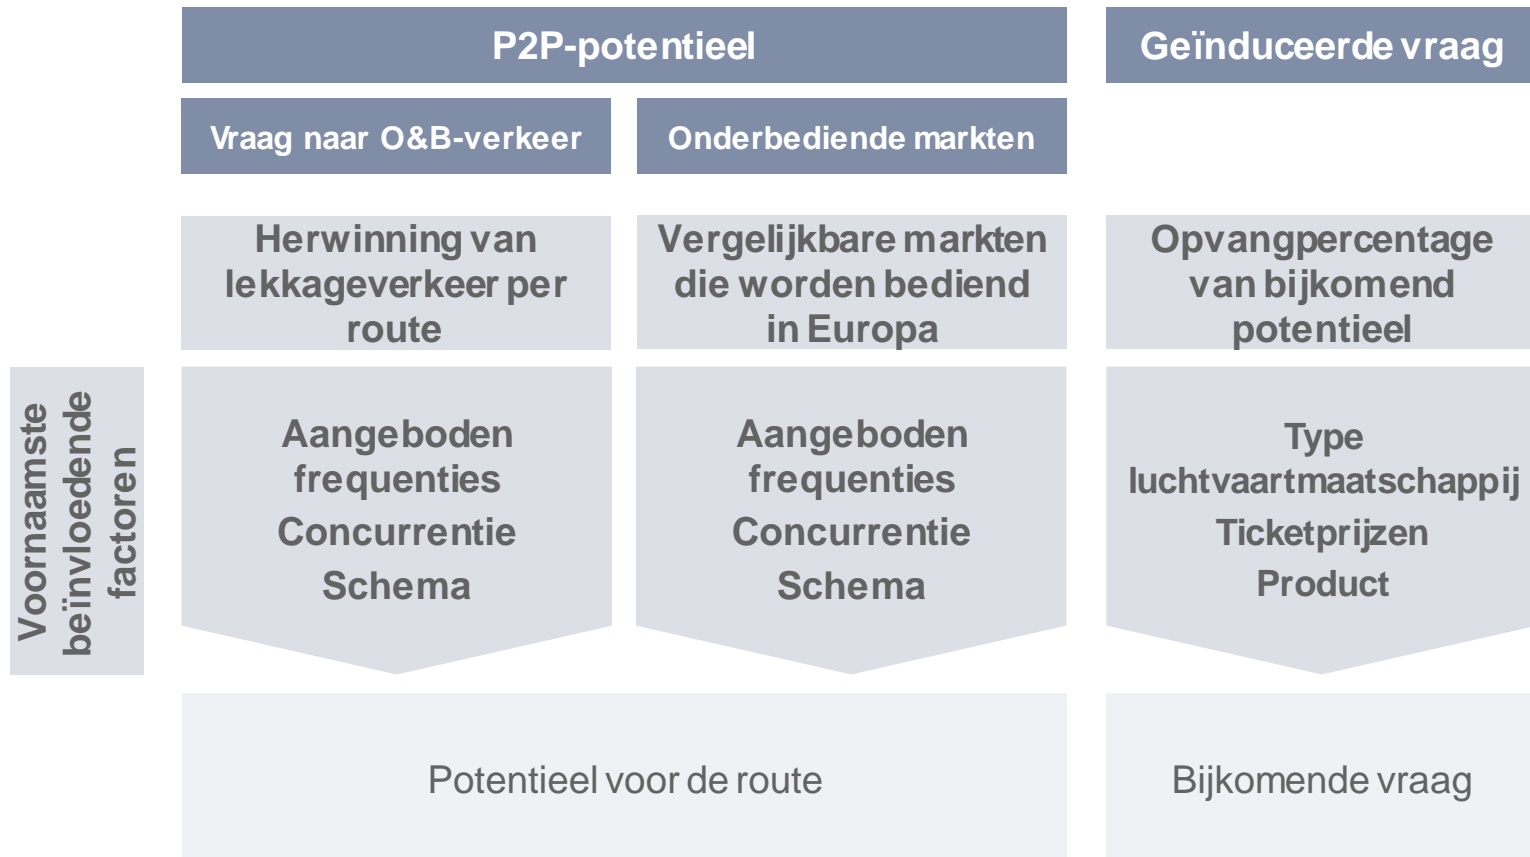 P2P-potentieel
Geïnduceerde vraag
Vraag naar O&B-verkeer
Onderbediende markten
Herwinning van
lekkageverkeer per
route
Vergelijkbare markten
die worden bediend
in Europa
Opvangpercentage
van bijkomend
potentieel
Voornaamste
beïnvloedende
factoren
Aangeboden
frequenties
Concurrentie
Schema
Aangeboden
frequenties
Concurrentie
Schema
Type
luchtvaartmaatschappij
Ticketprijzen
Product
Potentieel voor de route
Bijkomende vraag